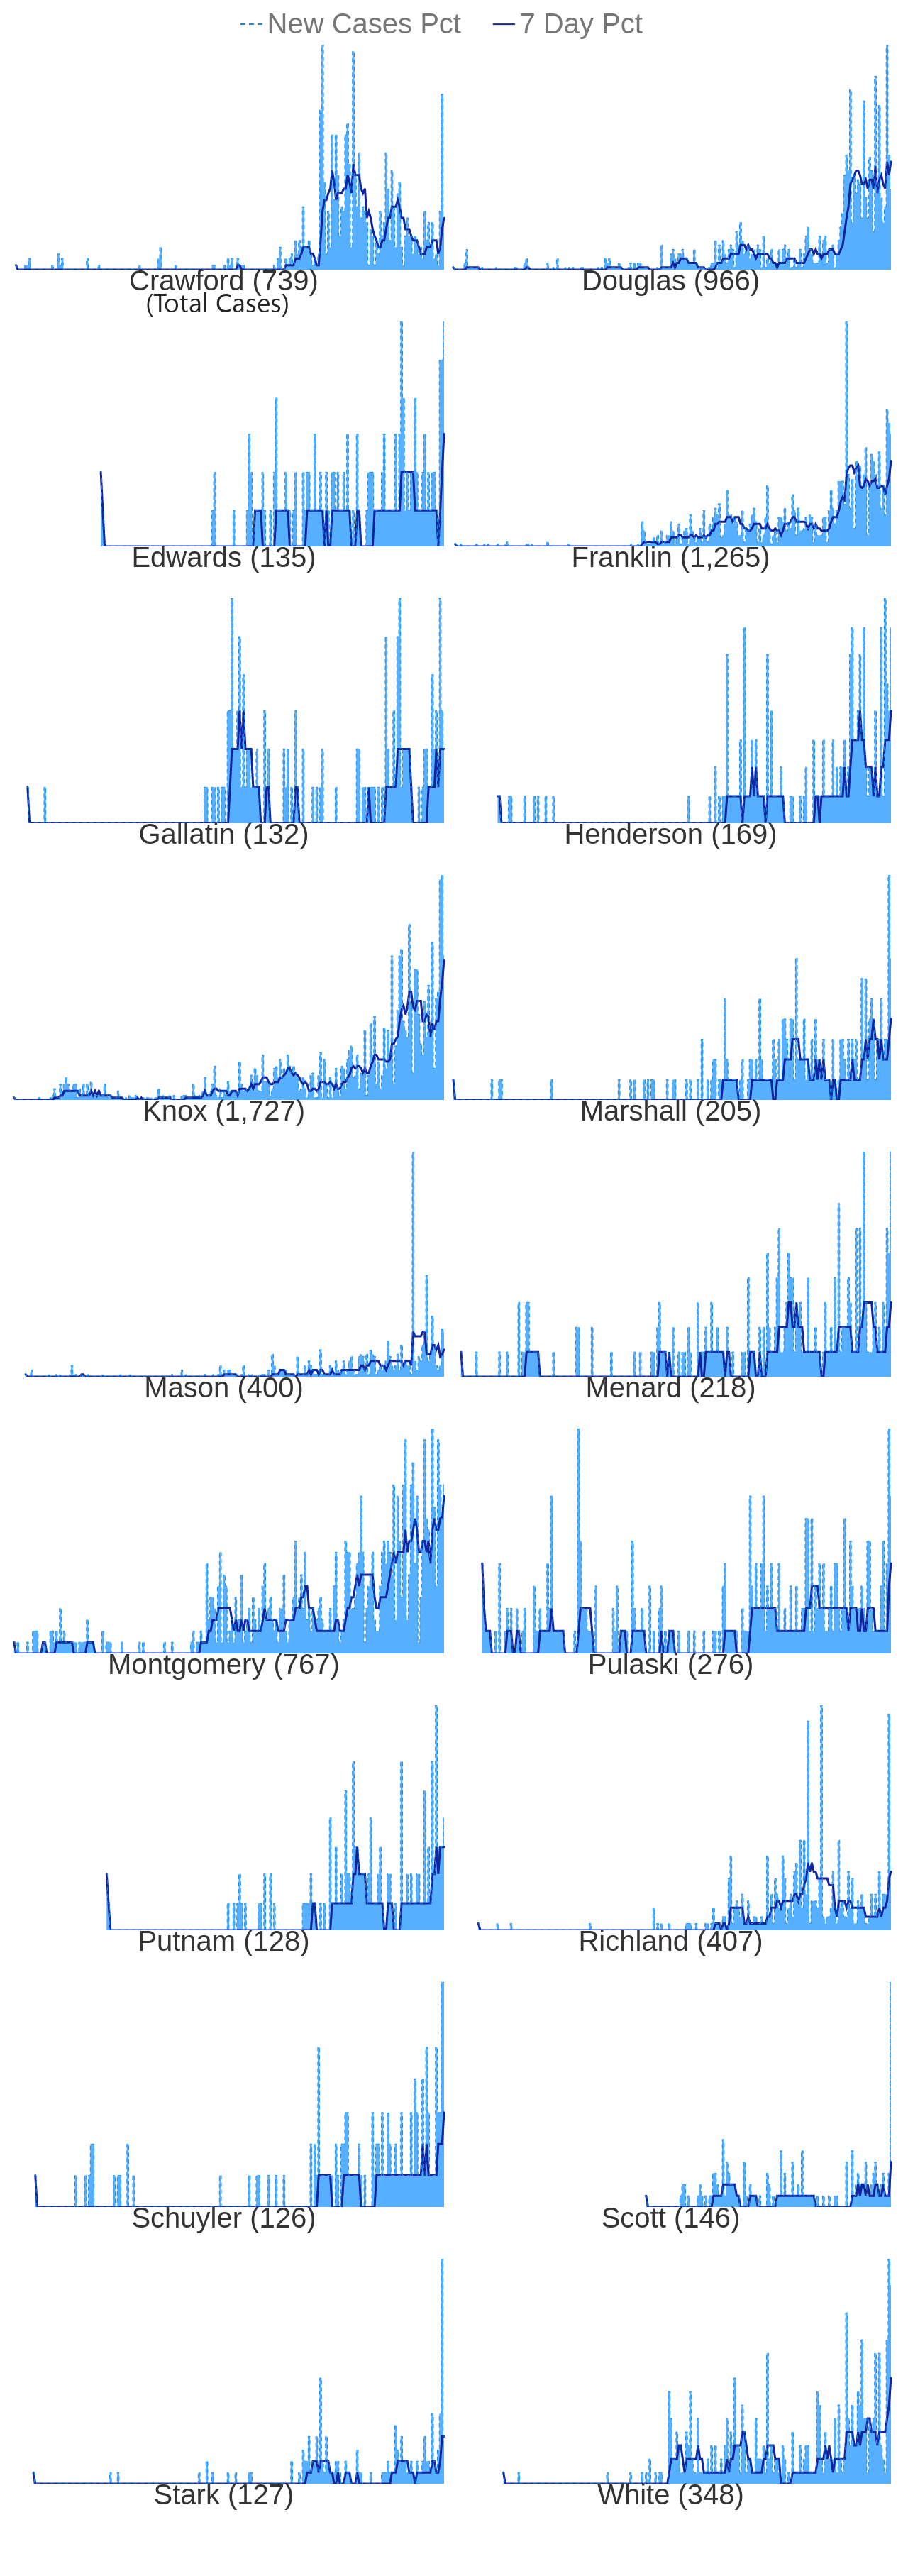 New Cases Pct 7 Day Pct
Crawford (739) Douglas (966)
(Total Cases)
Edwards (135) Franklin (1,265)
Gallatin (132) Henderson (169)
Knox (1,727) Marshall (205)
Mason (400) Menard (218)
Montgomery (767) Pulaski (276)
Putnam (128) Richland (407)
Schuyler (126) Scott (146)
Stark (127) White (348)